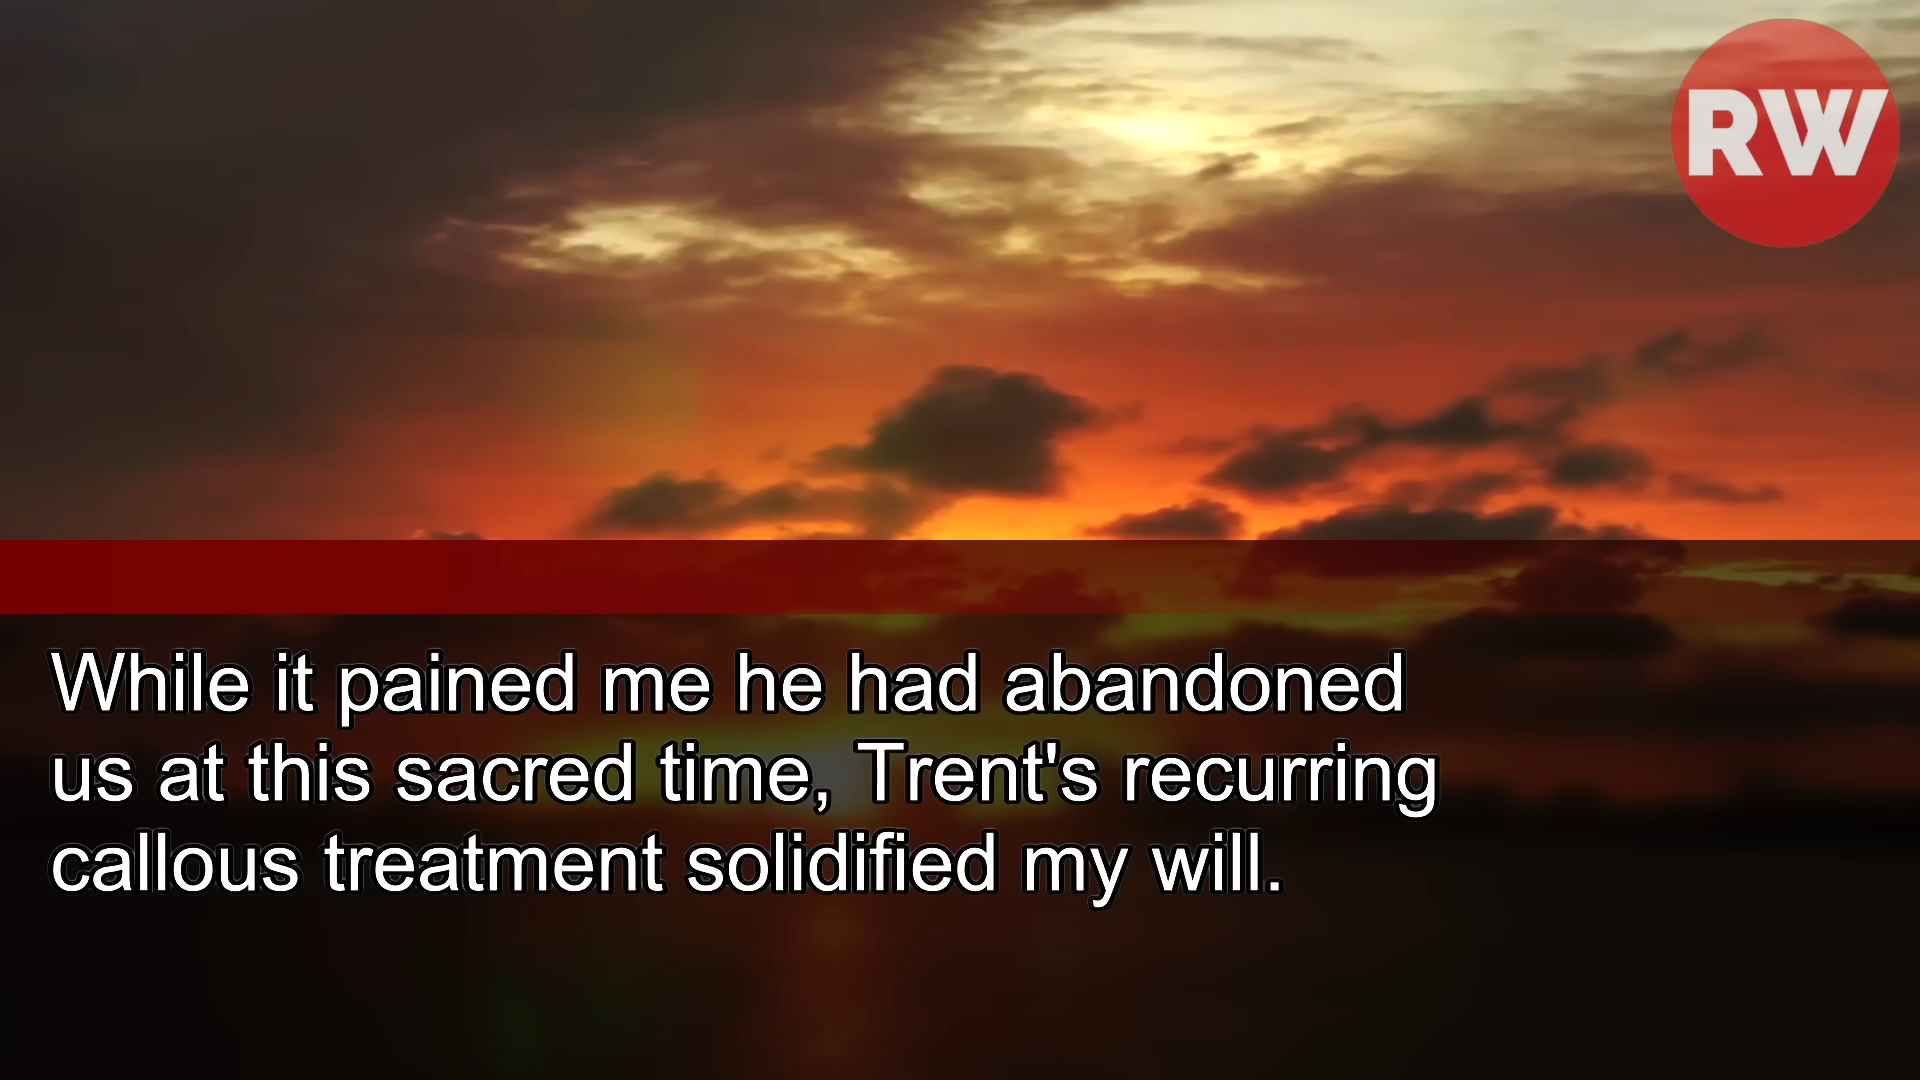 RW
While it pained me he had abandoned
us at this sacred time, Trent's recurring
callous treatment solidified my will.